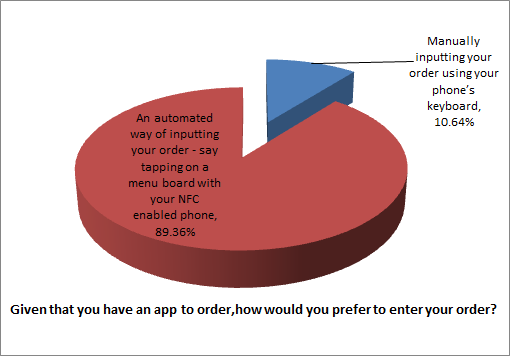 Manually
inputting your
order using your
phone's
keyboard,
10.64%
An automated
way of inputting
your order - say
tapping on a
menu board with
your NFC
enabled phone,
89.36%
Given that you have an app to order,how would you prefer to enter your order?